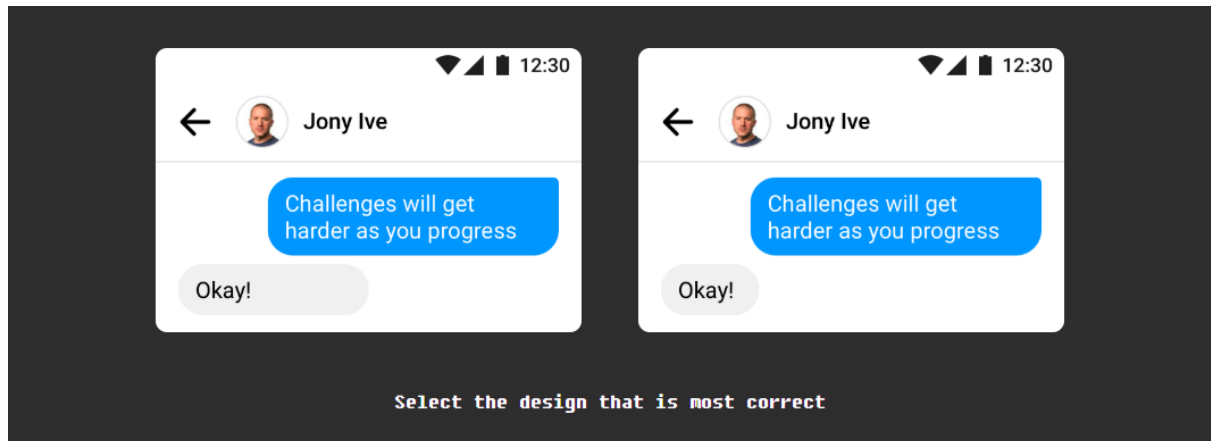 12:30
Jony Ive
Challenges will get
harder as you progress
Okay!
12:30
Jony Ive
Challenges will get
harder as you progress
Okay!
Select the design that is most correct